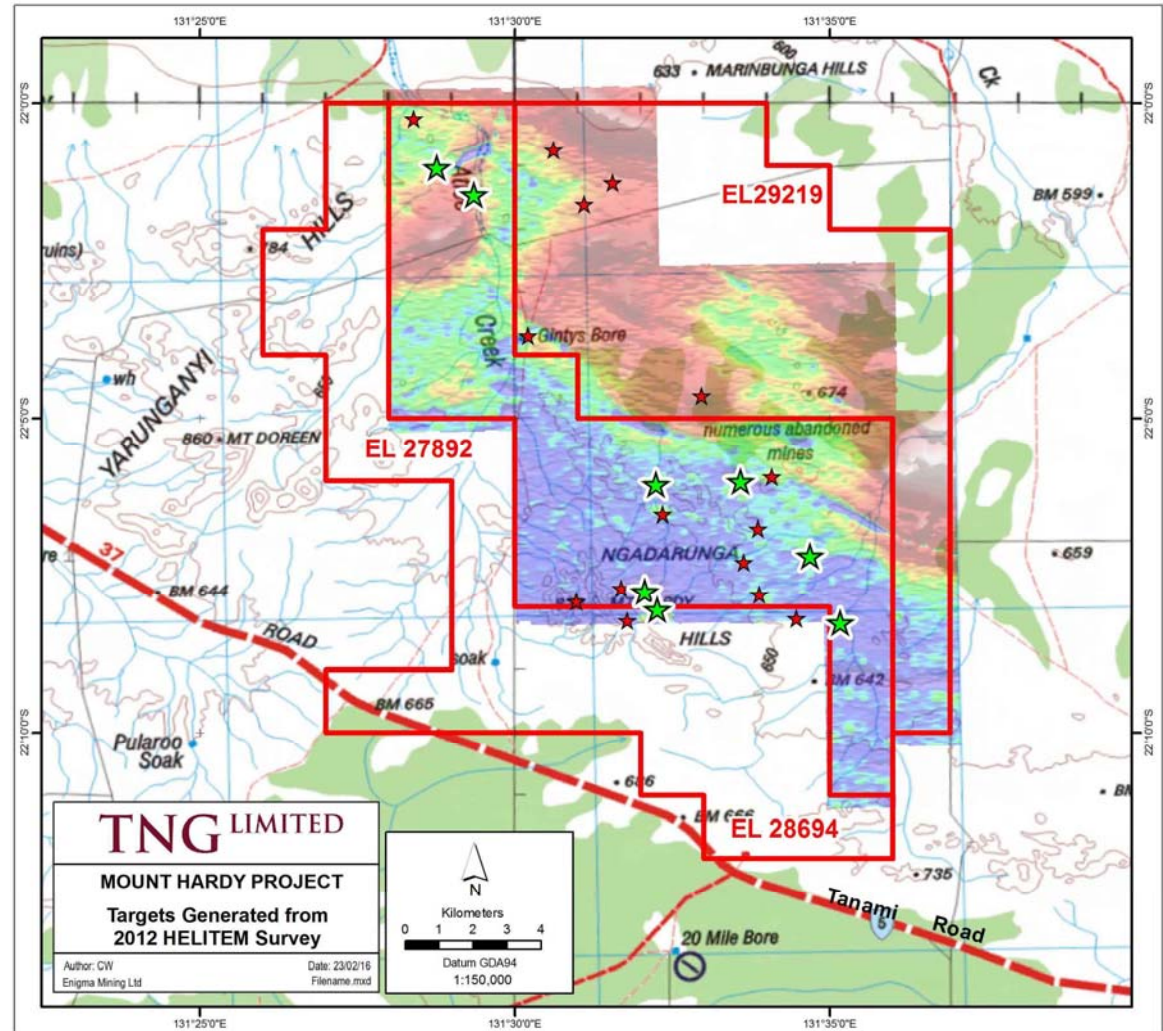 131°25'0"E 131°30'0"E 131°35'0"E
600
633 MARINBUNGA HILLS
Ck
22°0'0"S 22°0'0"S
EL29219
BM 599
HILLS
784
ruins)
Creek
Gintys Bore
YARUNGANYI
wh
650
674
22°5'0"S 22°5'0"S
860 MT DOREEN
EL 27892
numerous abandoned
mines
re
37
NGADARUNGA
659
BM 644
ROAD
HILLS
soak
650
BM 642
BM 665
22°10'0"S 22°10'0"S
Pularoo
Soak
686
BM 666
EL 28694
735
Tanami Road
5
20 Mile Bore
TNG LIMITED
MOUNT HARDY PROJECT
Targets Generated from
2012 HELITEM Survey
Author: CW Date: 23/02/16
Enigma Mining Ltd Filename.mxd
N
Kilometers
0 1 2 3 4
Datum GDA94
1:150,000
131°25'0"E 131°30'0"E 131°35'0"E